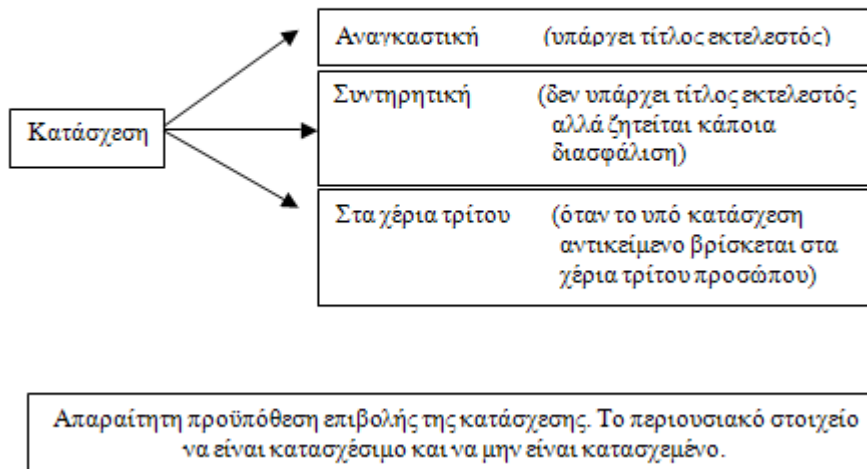 Αναγκαστική (υπάρχει τίτλος εκτελεστός)
Συντηρητική (δεν υπάρχει τίτλος εκτελεστός
αλλά ζητείται κάποια
διασφάλιση)
Κατάσχεση
Στα χέρια τρίτου (όταν το υπό κατάσχεση
αντικείμενο βρίσκεται στα
χέρια τρίτου προσώπου)
Απαραίτητη προϋπόθεση επιβολής της κατάσχεσης. Το περιουσιακό στοιχείο
να είναι κατασχέσιμο και να μην είναι κατασχεμένο.